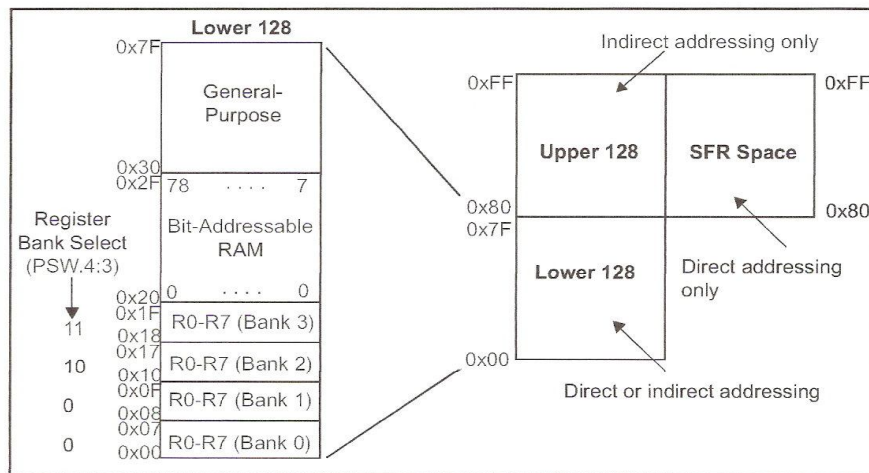 Lower 128
0x7F
General-
Purpose
0x30
0x2F
78 .... 7
Bit-Addressable
RAM
0 .... 0
0x20
Register
Bank Select
(PSW.4:3)
11
0x1F
0x18
R0-R7 (Bank 3)
10
0x17
0x10
R0-R7 (Bank 2)
0
0x0F
0x08
R0-R7 (Bank 1)
0
0x07
0x00
R0-R7 (Bank 0)
Indirect addressing only
0xFF
0xFF
Upper 128
SFR Space
0x80
0x80
0x7F
Lower 128
Direct addressing
only
0x00
Direct or indirect addressing